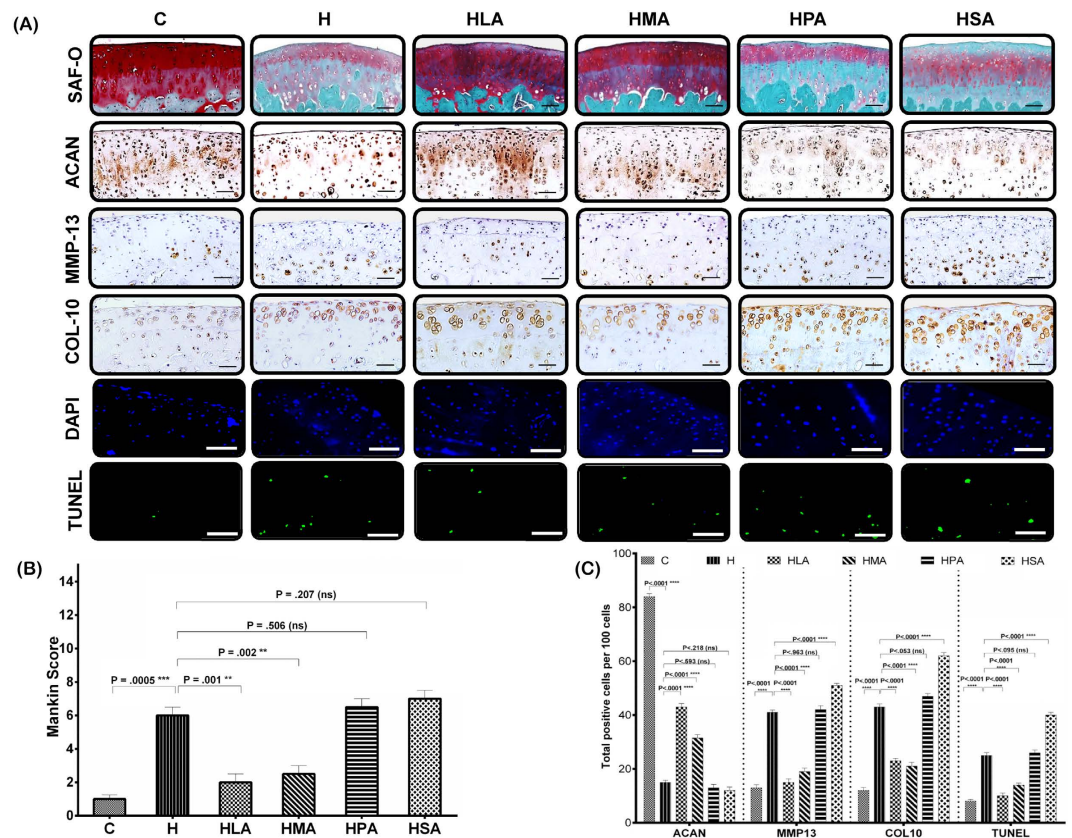 (A)
C H HLA HMA HPA HSA
SAF-O
ACAN
MMP-13
COL-10
DAPI
TUNEL
(B)
14
12
10
8
6
4
2
0
Mankin Score
P = .207 (ns)
P = .506 (ns)
P = .002 **
P = .0005 *** P = .001 **
C H HLA HMA HPA HSA
(C)
C H HLA HMA HPA HSA
100
80
60
40
20
0
Total positive cells per 100 cells
P<.0001 ****
P<.218 (ns)
P<.593 (ns)
P<.0001 ****
P<.0001 ****
P<.0001 ****
P<.963 (ns)
P<.0001 ****
P<.0001 P<.0001
**** ****
P<.0001 ****
P<.053 (ns)
P<.0001 ****
P<.0001 P<.0001
**** ****
P<.0001 ****
P<.095 (ns)
P<.0001
****
P<.0001 P<.0001
**** ****
ACAN MMP13 COL10 TUNEL